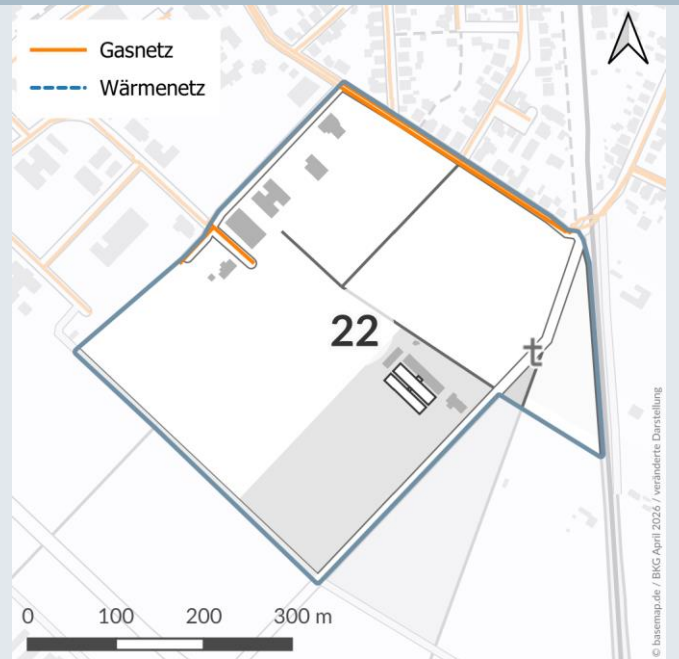 Gasnetz
Wärmenetz
22
t
0 100 200 300 m
© basemap.de / BKG April 2026 / veränderte Darstellung